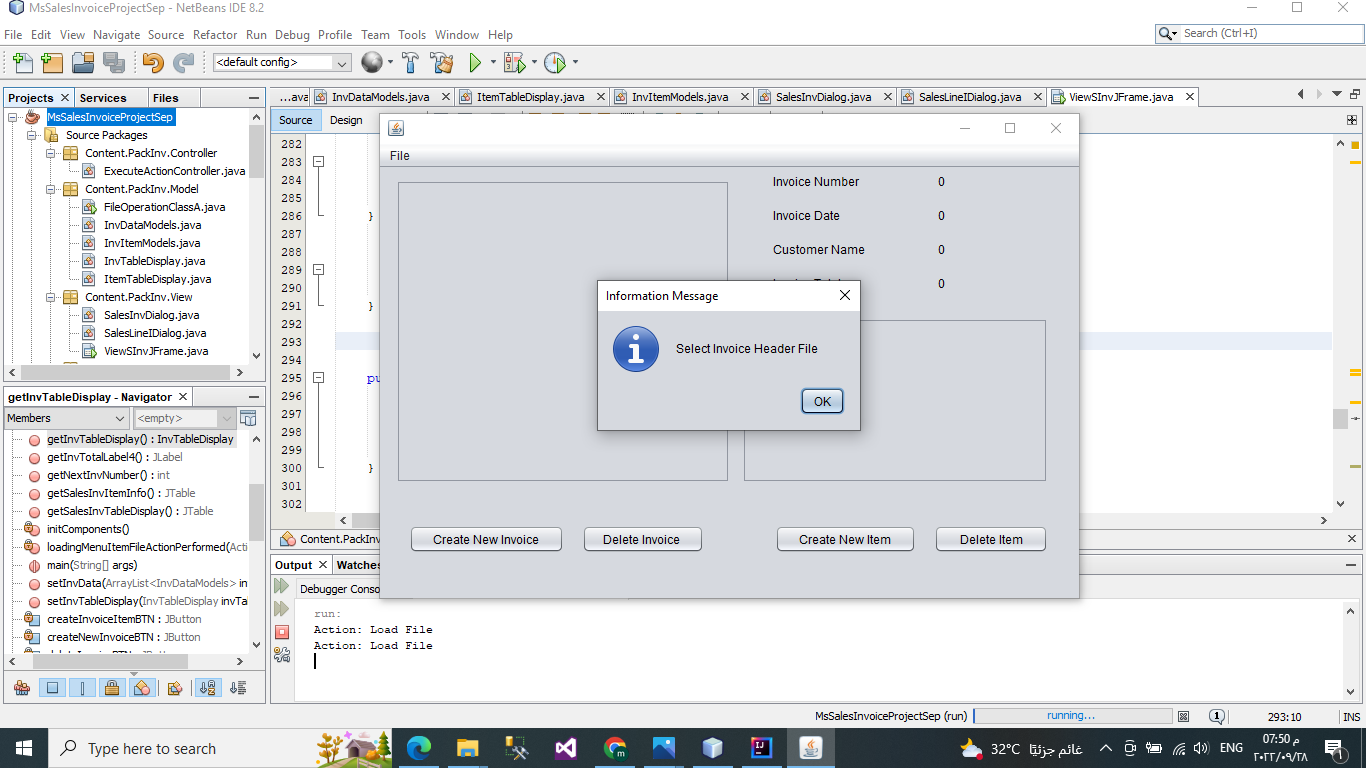 MsSalesInvoiceProjectSep - NetBeans IDE 8.2
File Edit View Navigate Source Refactor Run Debug Profile Team Tools Window Help
Search (Ctrl+I)
<default config>
Projects
Services
Files
MsSalesInvoiceProjectSep
Source Packages
Content.PackInv.Controller
ExecuteActionController.java
Content.PackInv.Model
FileOperationClassA.java
InvDataModels.java
InvItemModels.java
InvTableDisplay.java
ItemTableDisplay.java
Content.PackInv.View
SalesInvDialog.java
SalesLineIDialog.java
ViewSInvJFrame.java
getInvTableDisplay - Navigator
Members
<empty>
getInvTableDisplay() : InvTableDisplay
getInvTotalLabel4() : JLabel
getNextInvNumber() : int
getSalesInvItemInfo() : JTable
getSalesInvTableDisplay() : JTable
initComponents()
loadingMenuItemFileActionPerformed(Acti
main(String[] args)
setInvData(ArrayList<InvDataModels> in
setInvTableDisplay(InvTableDisplay invTa
createInvoiceItemBTN : JButton
createNewInvoiceBTN : JButton
...ava
InvDataModels.java
ItemTableDisplay.java
InvItemModels.java
SalesInvDialog.java
SalesLineIDialog.java
ViewSInvJFrame.java
Source
Design
282
283
284
285
286 }
287
288
289
290
291 }
292
293
294
295 pu
296
297
298
299
300 }
301
302
File
Invoice Number 0
Invoice Date 0
Customer Name 0
0
Information Message
Select Invoice Header File
OK
Create New Invoice
Delete Invoice
Create New Item
Delete Item
Content.PackInv
Output
Watches
Debugger Conso
run:
Action: Load File
Action: Load File
MsSalesInvoiceProjectSep (run)
running...
1
293:10
INS
Type here to search
32°C غائم جزئيًا
ENG
07:50 م
٢٠٢٢/٠٩/٢٨
1